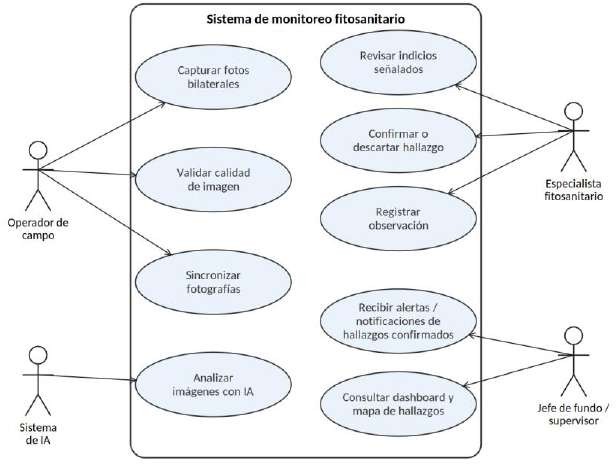 Sistema de monitoreo fitosanitario
Capturar fotos
bilaterales
Validar calidad
de imagen
Sincronizar
fotografías
Analizar
imágenes con IA
Revisar indicios
señalados
Confirmar o
descartar hallazgo
Registrar
observación
Recibir alertas /
notificaciones de
hallazgos confirmados
Consultar dashboard y
mapa de hallazgos
Operador de
campo
Sistema
de IA
Especialista
fitosanitario
Jefe de fundo /
supervisor